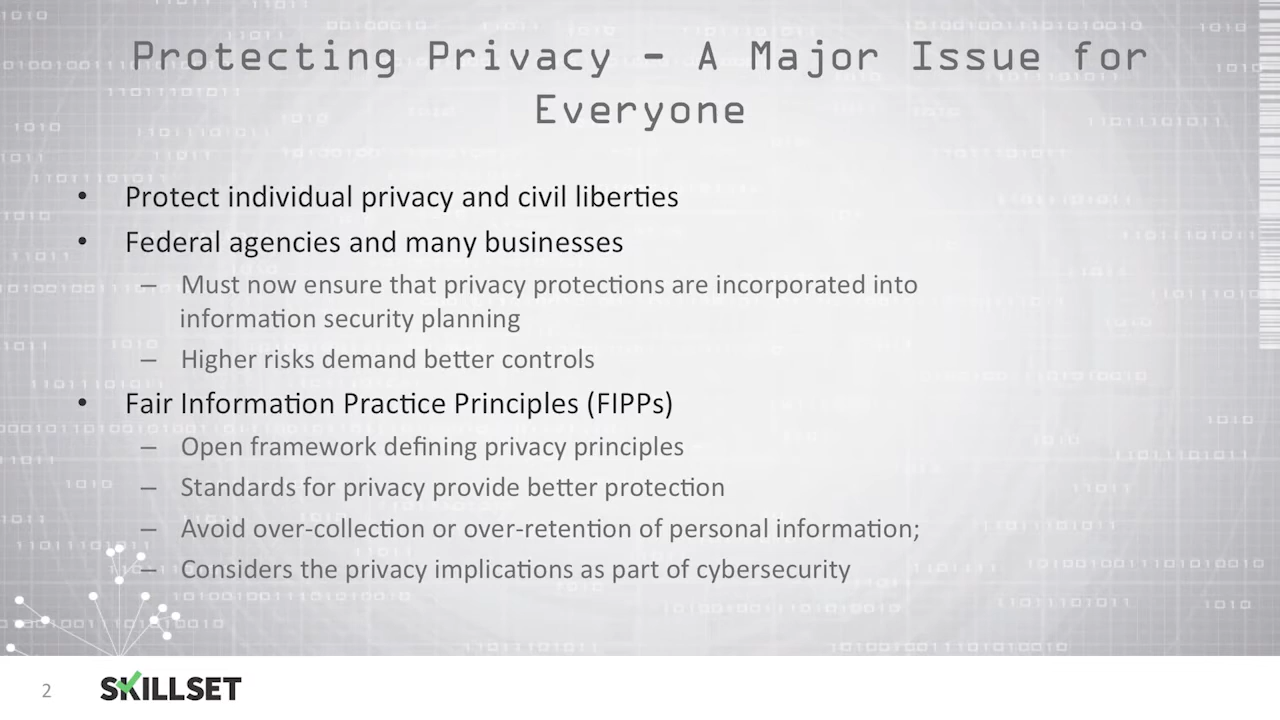 Protecting Privacy – A Major Issue for
Everyone
• Protect individual privacy and civil liberties
• Federal agencies and many businesses
– Must now ensure that privacy protections are incorporated into
information security planning
– Higher risks demand better controls
• Fair Information Practice Principles (FIPPs)
– Open framework defining privacy principles
– Standards for privacy provide better protection
– Avoid over-collection or over-retention of personal information;
– Considers the privacy implications as part of cybersecurity
2
SKILLSET